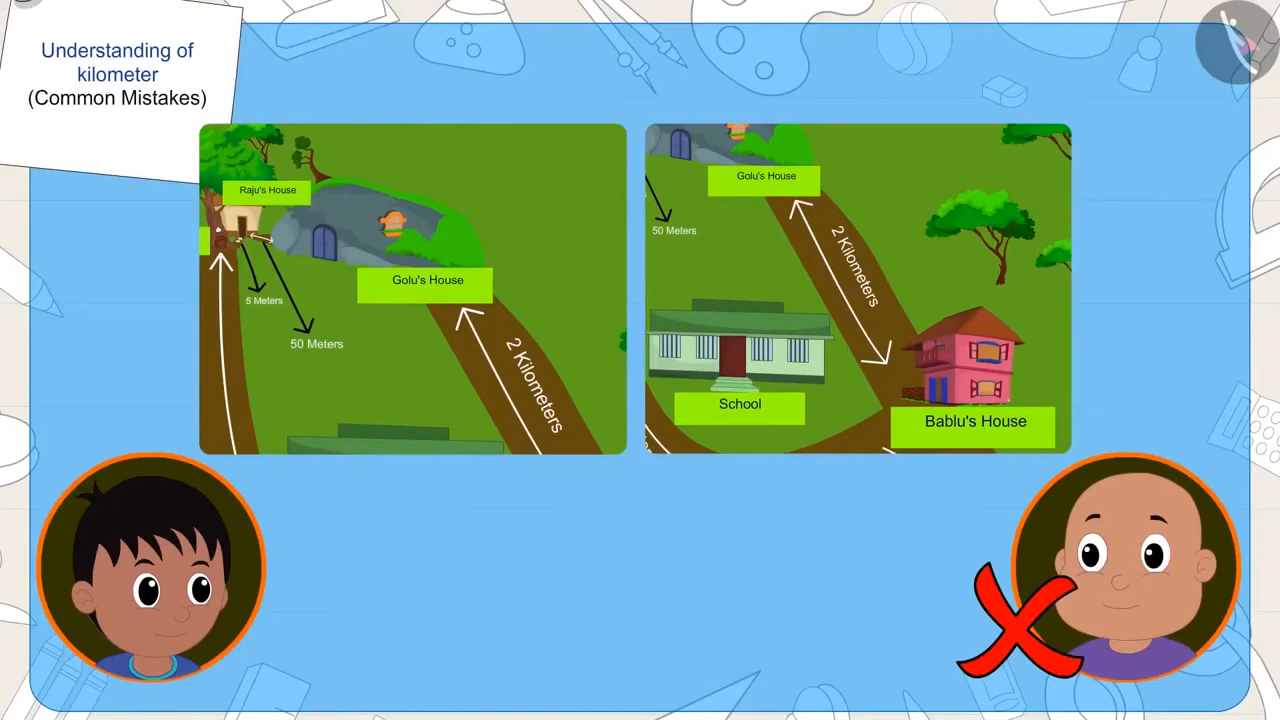 Understanding of
kilometer
(Common Mistakes)
Raju's House
5 Meters
50 Meters
Golu's House
2 Kilometers
Golu's House
50 Meters
2 Kilometers
School
Bablu's House